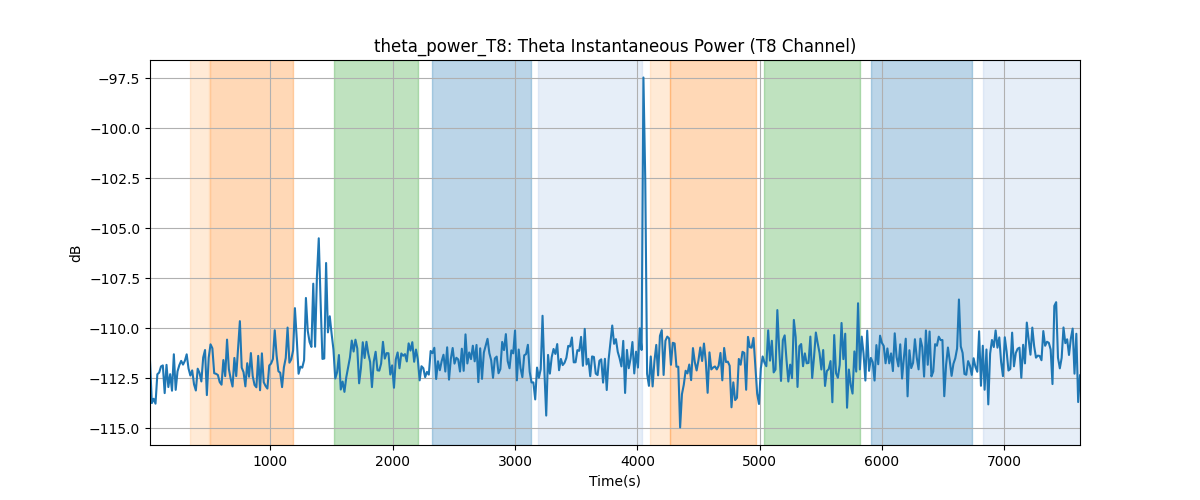 theta_power_T8: Theta Instantaneous Power (T8 Channel)
dB
−97.5
−100.0
−102.5
−105.0
−107.5
−110.0
−112.5
−115.0
1000 2000 3000 4000 5000 6000 7000
Time(s)